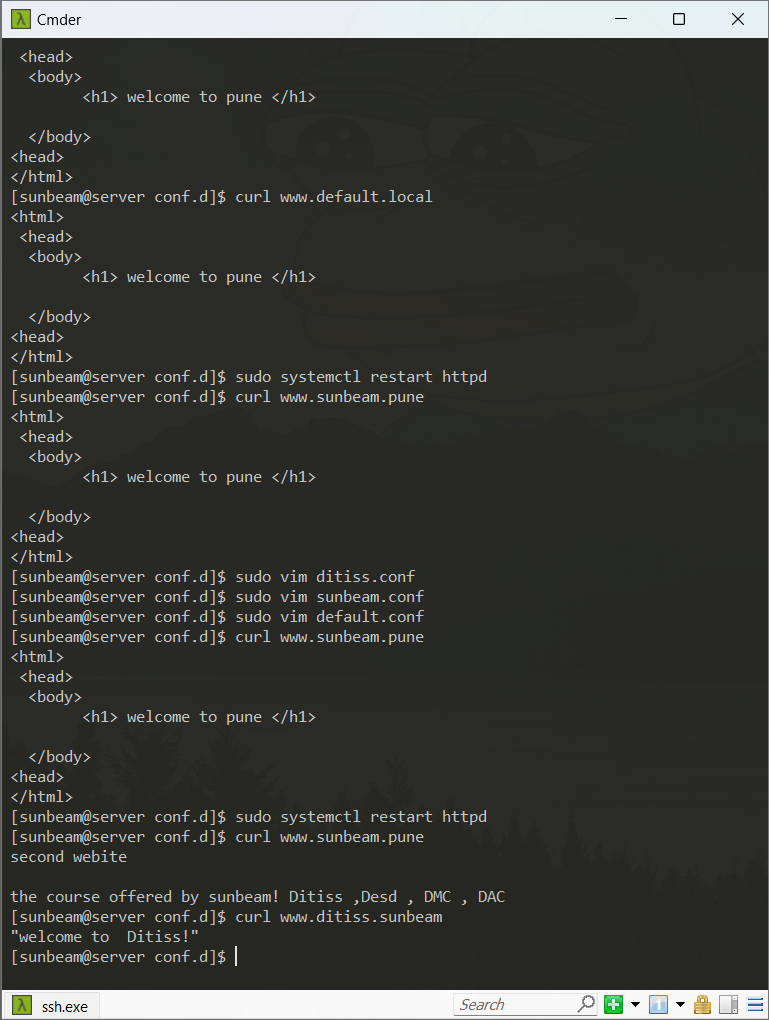 Cmder
<head>
<body>
<h1> welcome to pune </h1>
</body>
<head>
</html>
[sunbeam@server conf.d]$ curl www.default.local
<html>
<head>
<body>
<h1> welcome to pune </h1>
</body>
<head>
</html>
[sunbeam@server conf.d]$ sudo systemctl restart httpd
[sunbeam@server conf.d]$ curl www.sunbeam.pune
<html>
<head>
<body>
<h1> welcome to pune </h1>
</body>
<head>
</html>
[sunbeam@server conf.d]$ sudo vim ditiss.conf
[sunbeam@server conf.d]$ sudo vim sunbeam.conf
[sunbeam@server conf.d]$ sudo vim default.conf
[sunbeam@server conf.d]$ curl www.sunbeam.pune
<html>
<head>
<body>
<h1> welcome to pune </h1>
</body>
<head>
</html>
[sunbeam@server conf.d]$ sudo systemctl restart httpd
[sunbeam@server conf.d]$ curl www.sunbeam.pune
second webite
the course offered by sunbeam! Ditiss ,Desd , DMC , DAC
[sunbeam@server conf.d]$ curl www.ditiss.sunbeam
"welcome to  Ditiss!"
[sunbeam@server conf.d]$
ssh.exe
Search